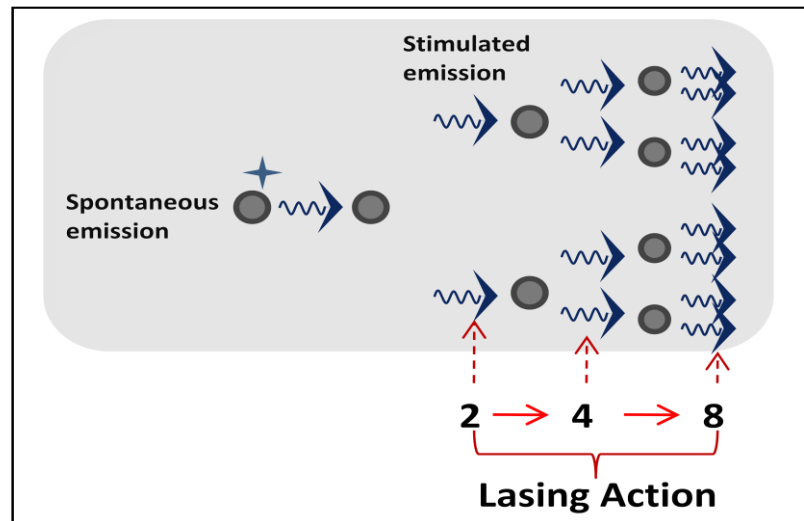 Stimulated
emission
Spontaneous
emission
2 4 8
Lasing Action